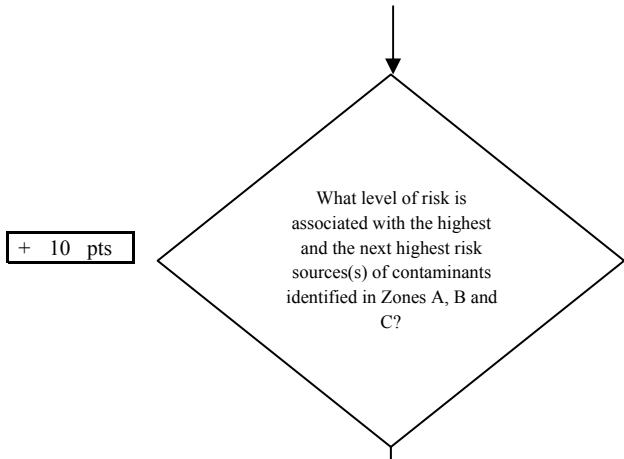 What level of risk is
associated with the highest
and the next highest risk
sources(s) of contaminants
identified in Zones A, B and
C?
+ 10 pts